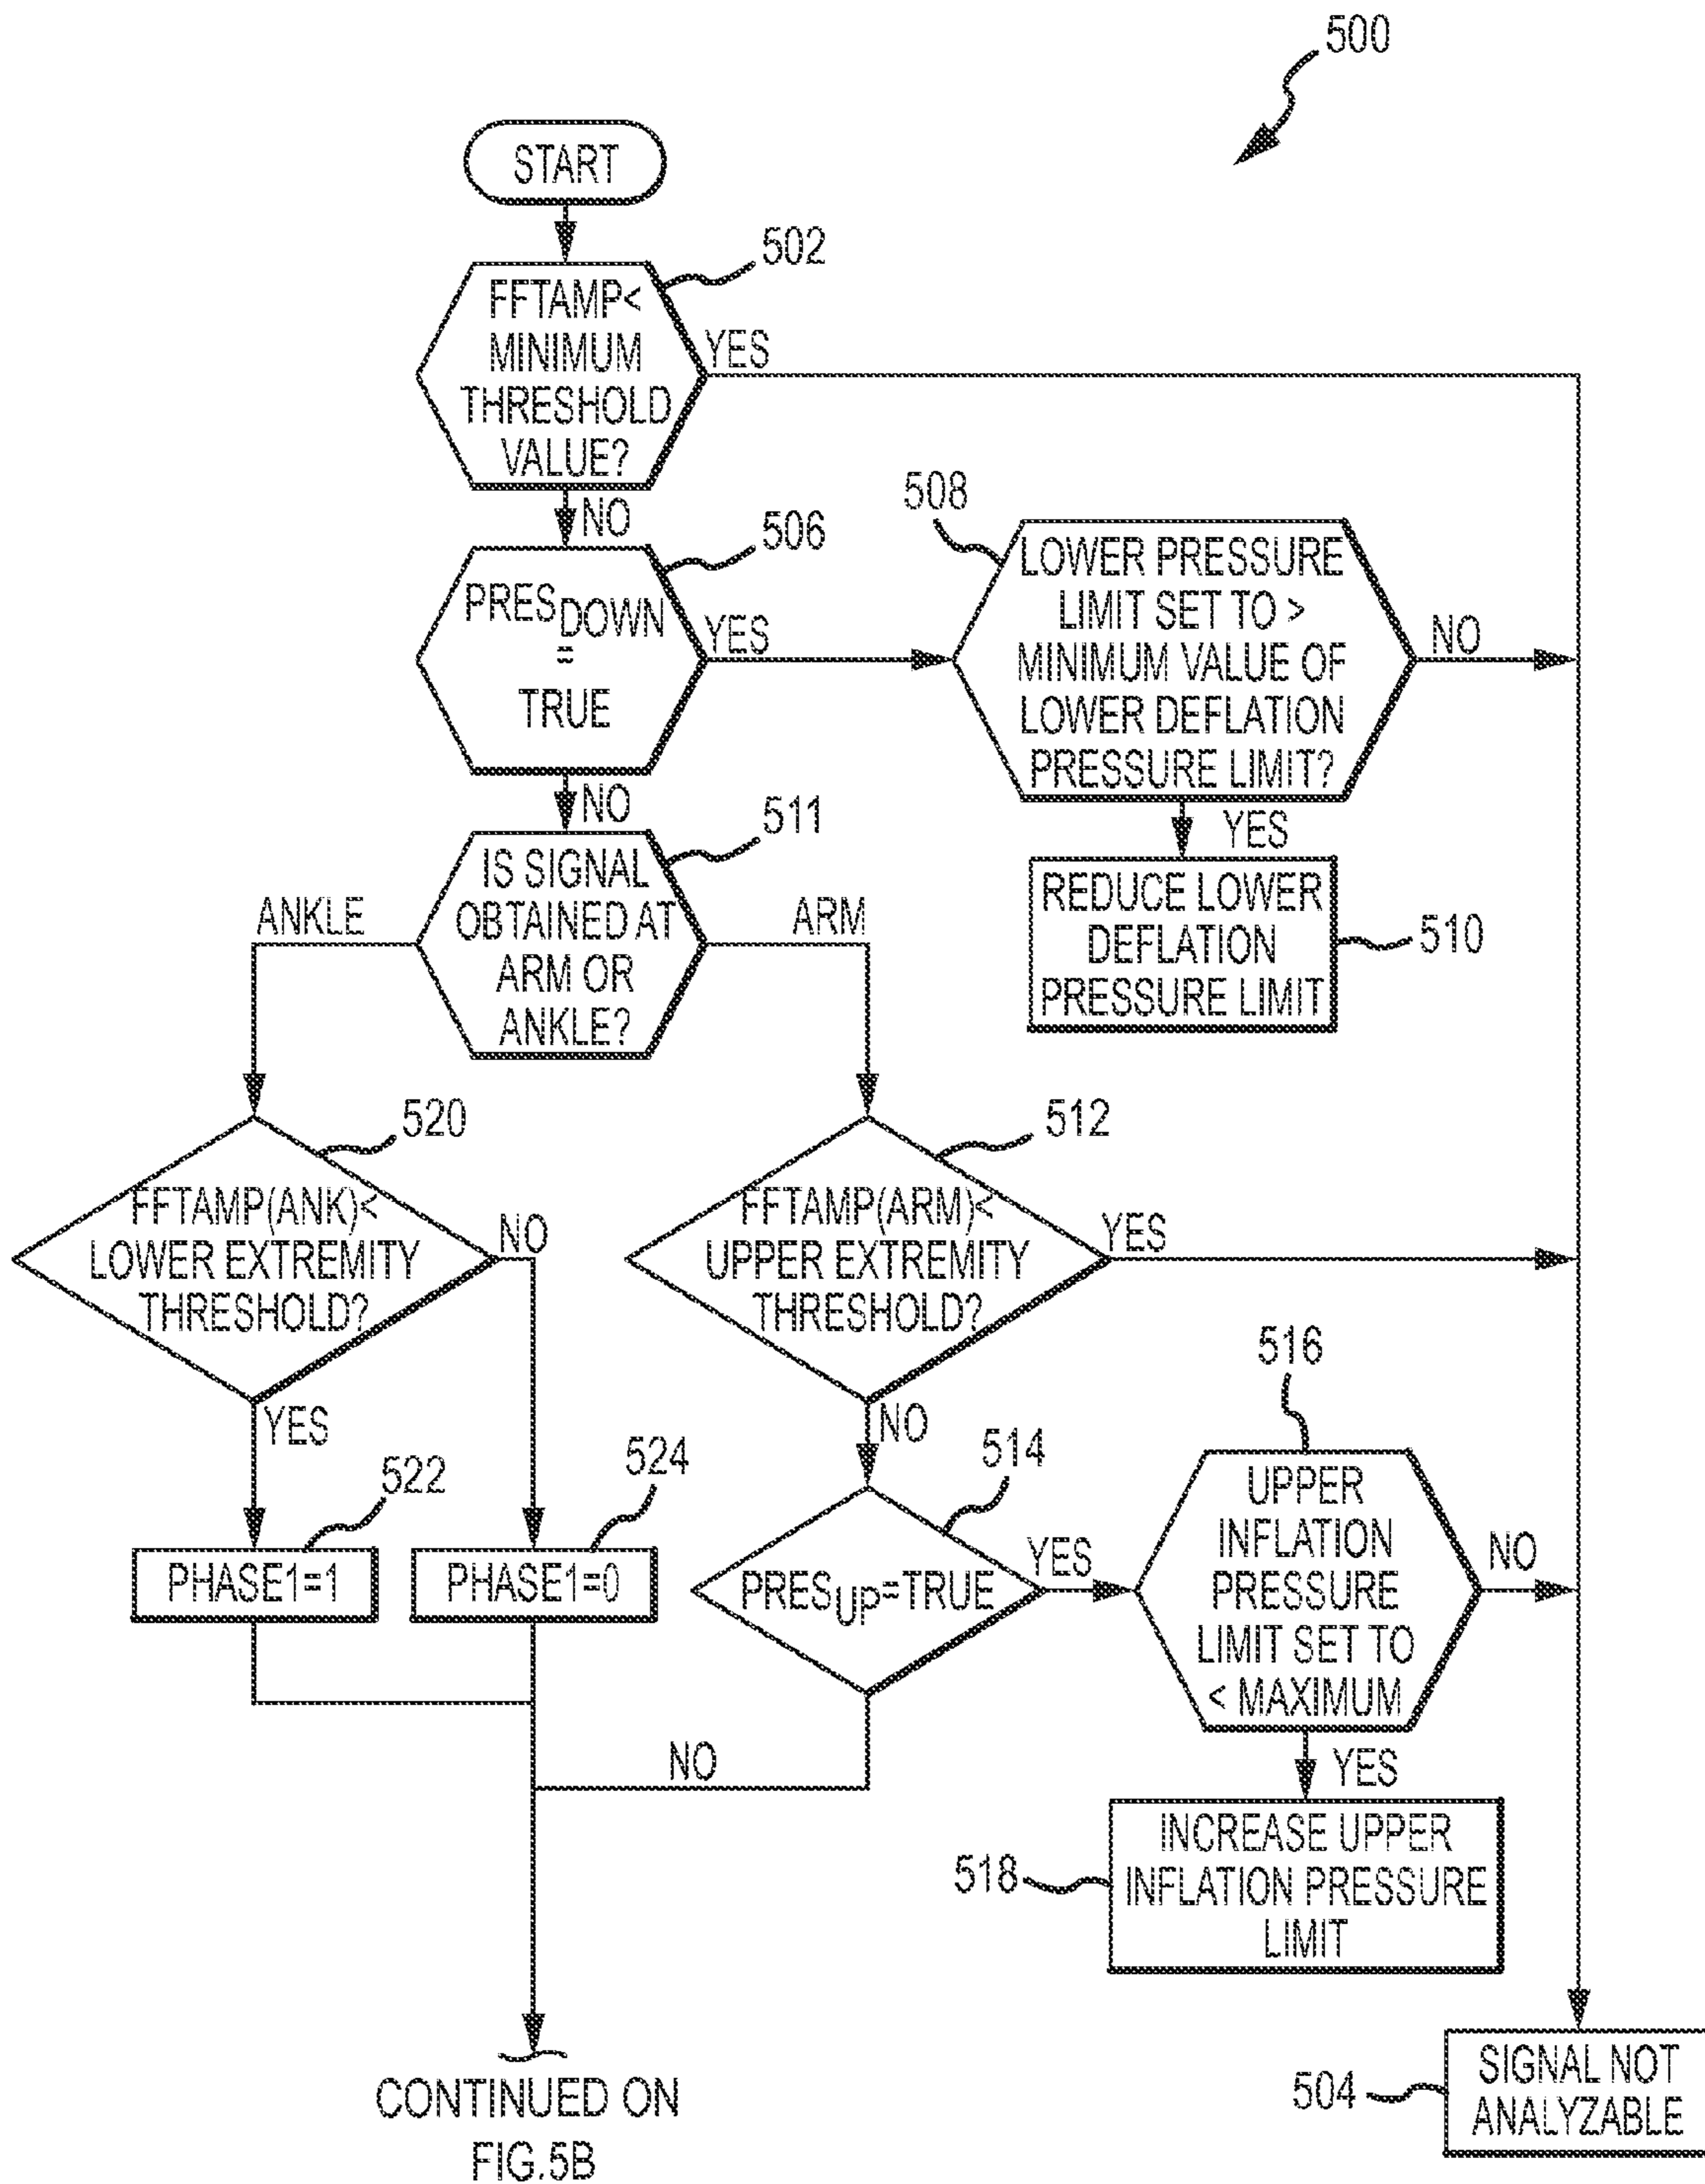 500
START
502
FFTAMP<
MINIMUM
THRESHOLD
VALUE?
YES
NO
506
PRESDOWN
=
TRUE
YES
508
LOWER PRESSURE
LIMIT SET TO >
MINIMUM VALUE OF
LOWER DEFLATION
PRESSURE LIMIT?
NO
NO
511
YES
IS SIGNAL
OBTAINED AT
ARM OR
ANKLE?
ANKLE
ARM
REDUCE LOWER
DEFLATION
PRESSURE LIMIT
510
520
FFTAMP(ANK)<
LOWER EXTREMITY
THRESHOLD?
NO
YES
512
FFTAMP(ARM)<
UPPER EXTREMITY
THRESHOLD?
YES
NO
522
PHASE1=1
524
PHASE1=0
514
PRESUP=TRUE
YES
516
UPPER
INFLATION
PRESSURE
LIMIT SET TO
< MAXIMUM
NO
NO
YES
518
INCREASE UPPER
INFLATION PRESSURE
LIMIT
504
SIGNAL NOT
ANALYZABLE
CONTINUED ON
FIG.5B